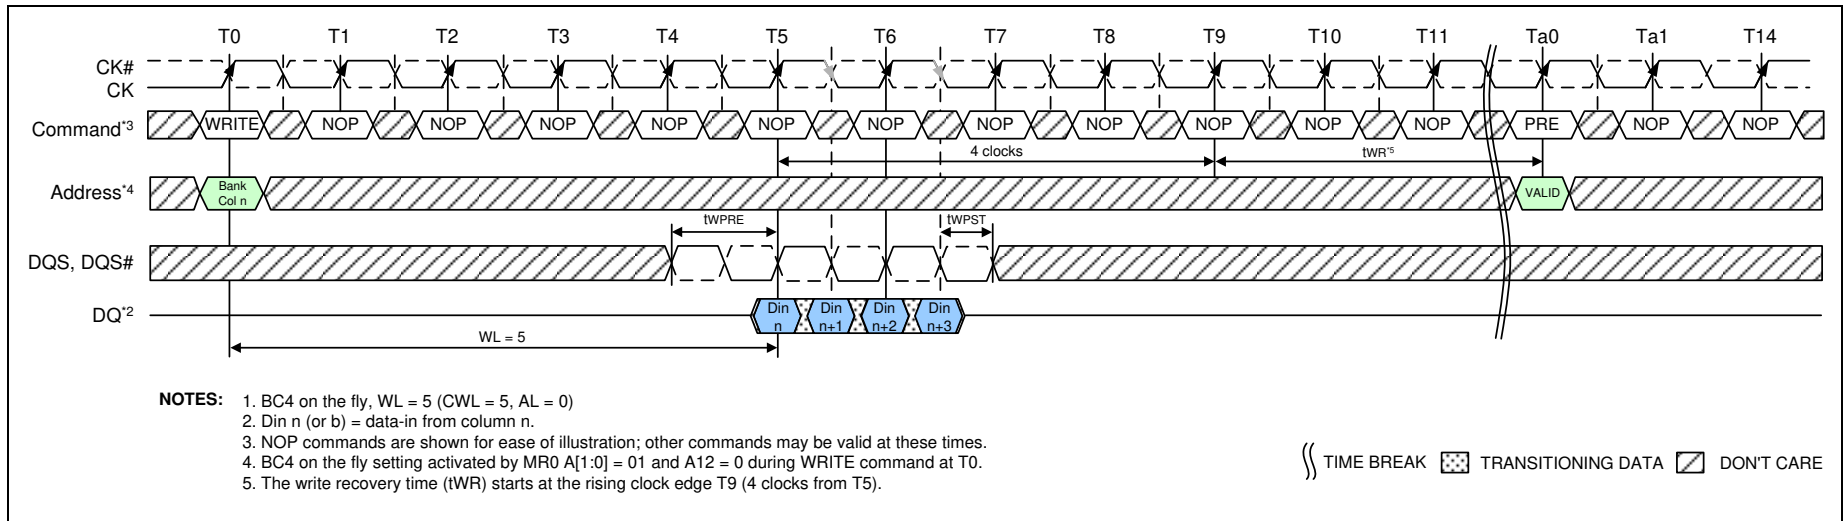 T0 T1 T2 T3 T4 T5 T6 T7 T8 T9 T10 T11 Ta0 Ta1 T14
CK#
CK
Command*3 WRITE NOP NOP NOP NOP NOP NOP NOP NOP NOP NOP NOP PRE NOP NOP
4 clocks tWR*5
Address*4 Bank Col n VALID
tWPRE tWPST
DQS, DQS#
DQ*2 Din n Din n+1 Din n+2 Din n+3
WL = 5
NOTES: 1. BC4 on the fly, WL = 5 (CWL = 5, AL = 0)
2. Din n (or b) = data-in from column n.
3. NOP commands are shown for ease of illustration; other commands may be valid at these times.
4. BC4 on the fly setting activated by MR0 A[1:0] = 01 and A12 = 0 during WRITE command at T0.
5. The write recovery time (tWR) starts at the rising clock edge T9 (4 clocks from T5).
TIME BREAK TRANSITIONING DATA DON'T CARE